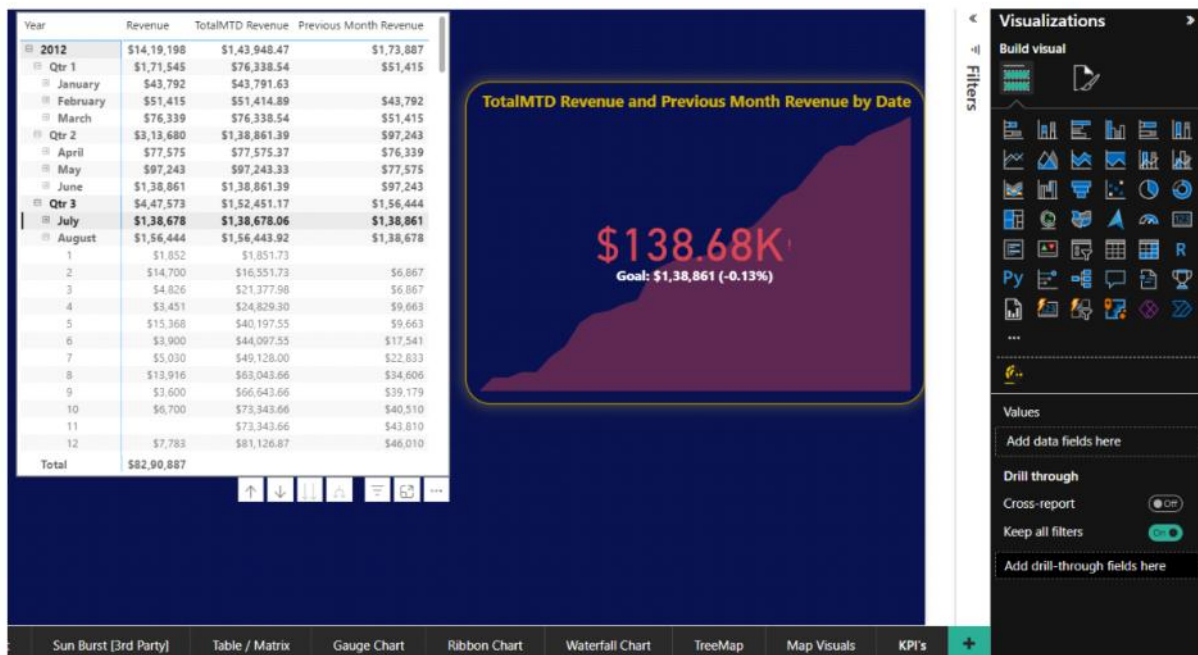 Year Revenue TotalMTD Revenue Previous Month Revenue
2012 $14,19,198 $1,43,948.47 $1,73,887
Qtr 1 $1,71,545 $76,338.54 $51,415
January $43,792 $43,791.63
February $51,415 $51,414.89 $43,792
March $76,339 $76,338.54 $51,415
Qtr 2 $3,13,680 $1,38,861.39 $97,243
April $77,575 $77,575.37 $76,339
May $97,243 $97,243.33 $77,575
June $1,38,861 $1,38,861.39 $97,243
Qtr 3 $4,47,573 $1,52,451.17 $1,56,444
July $1,38,678 $1,38,678.06 $1,38,861
August $1,56,444 $1,56,443.92 $1,38,678
1 $1,852 $1,851.73
2 $14,700 $16,551.73 $6,867
3 $4,826 $21,377.98 $6,867
4 $3,451 $24,829.30 $9,663
5 $15,368 $40,197.55 $9,663
6 $3,900 $44,097.55 $17,541
7 $5,030 $49,128.00 $22,833
8 $13,916 $63,043.66 $34,606
9 $3,600 $66,643.66 $39,179
10 $6,700 $73,343.66 $40,510
11 $73,343.66 $43,810
12 $7,783 $81,126.87 $46,010
Total $82,90,887
TotalMTD Revenue and Previous Month Revenue by Date
$138.68K!
Goal: $1,38,861 (-0.13%)
Filters
Visualizations
Build visual
123
R
Py
Values
Add data fields here
Drill through
Cross-report Off
Keep all filters On
Add drill-through fields here
Sun Burst [3rd Party] Table / Matrix Gauge Chart Ribbon Chart Waterfall Chart TreeMap Map Visuals KPI's